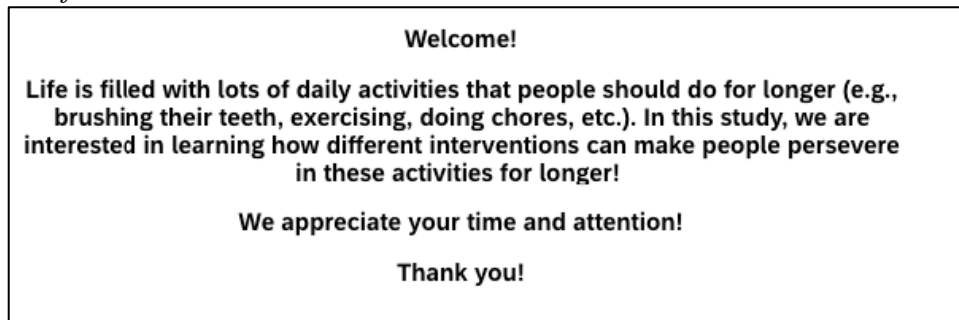 Welcome!
Life is filled with lots of daily activities that people should do for longer (e.g.,
brushing their teeth, exercising, doing chores, etc.). In this study, we are
interested in learning how different interventions can make people persevere
in these activities for longer!
We appreciate your time and attention!
Thank you!